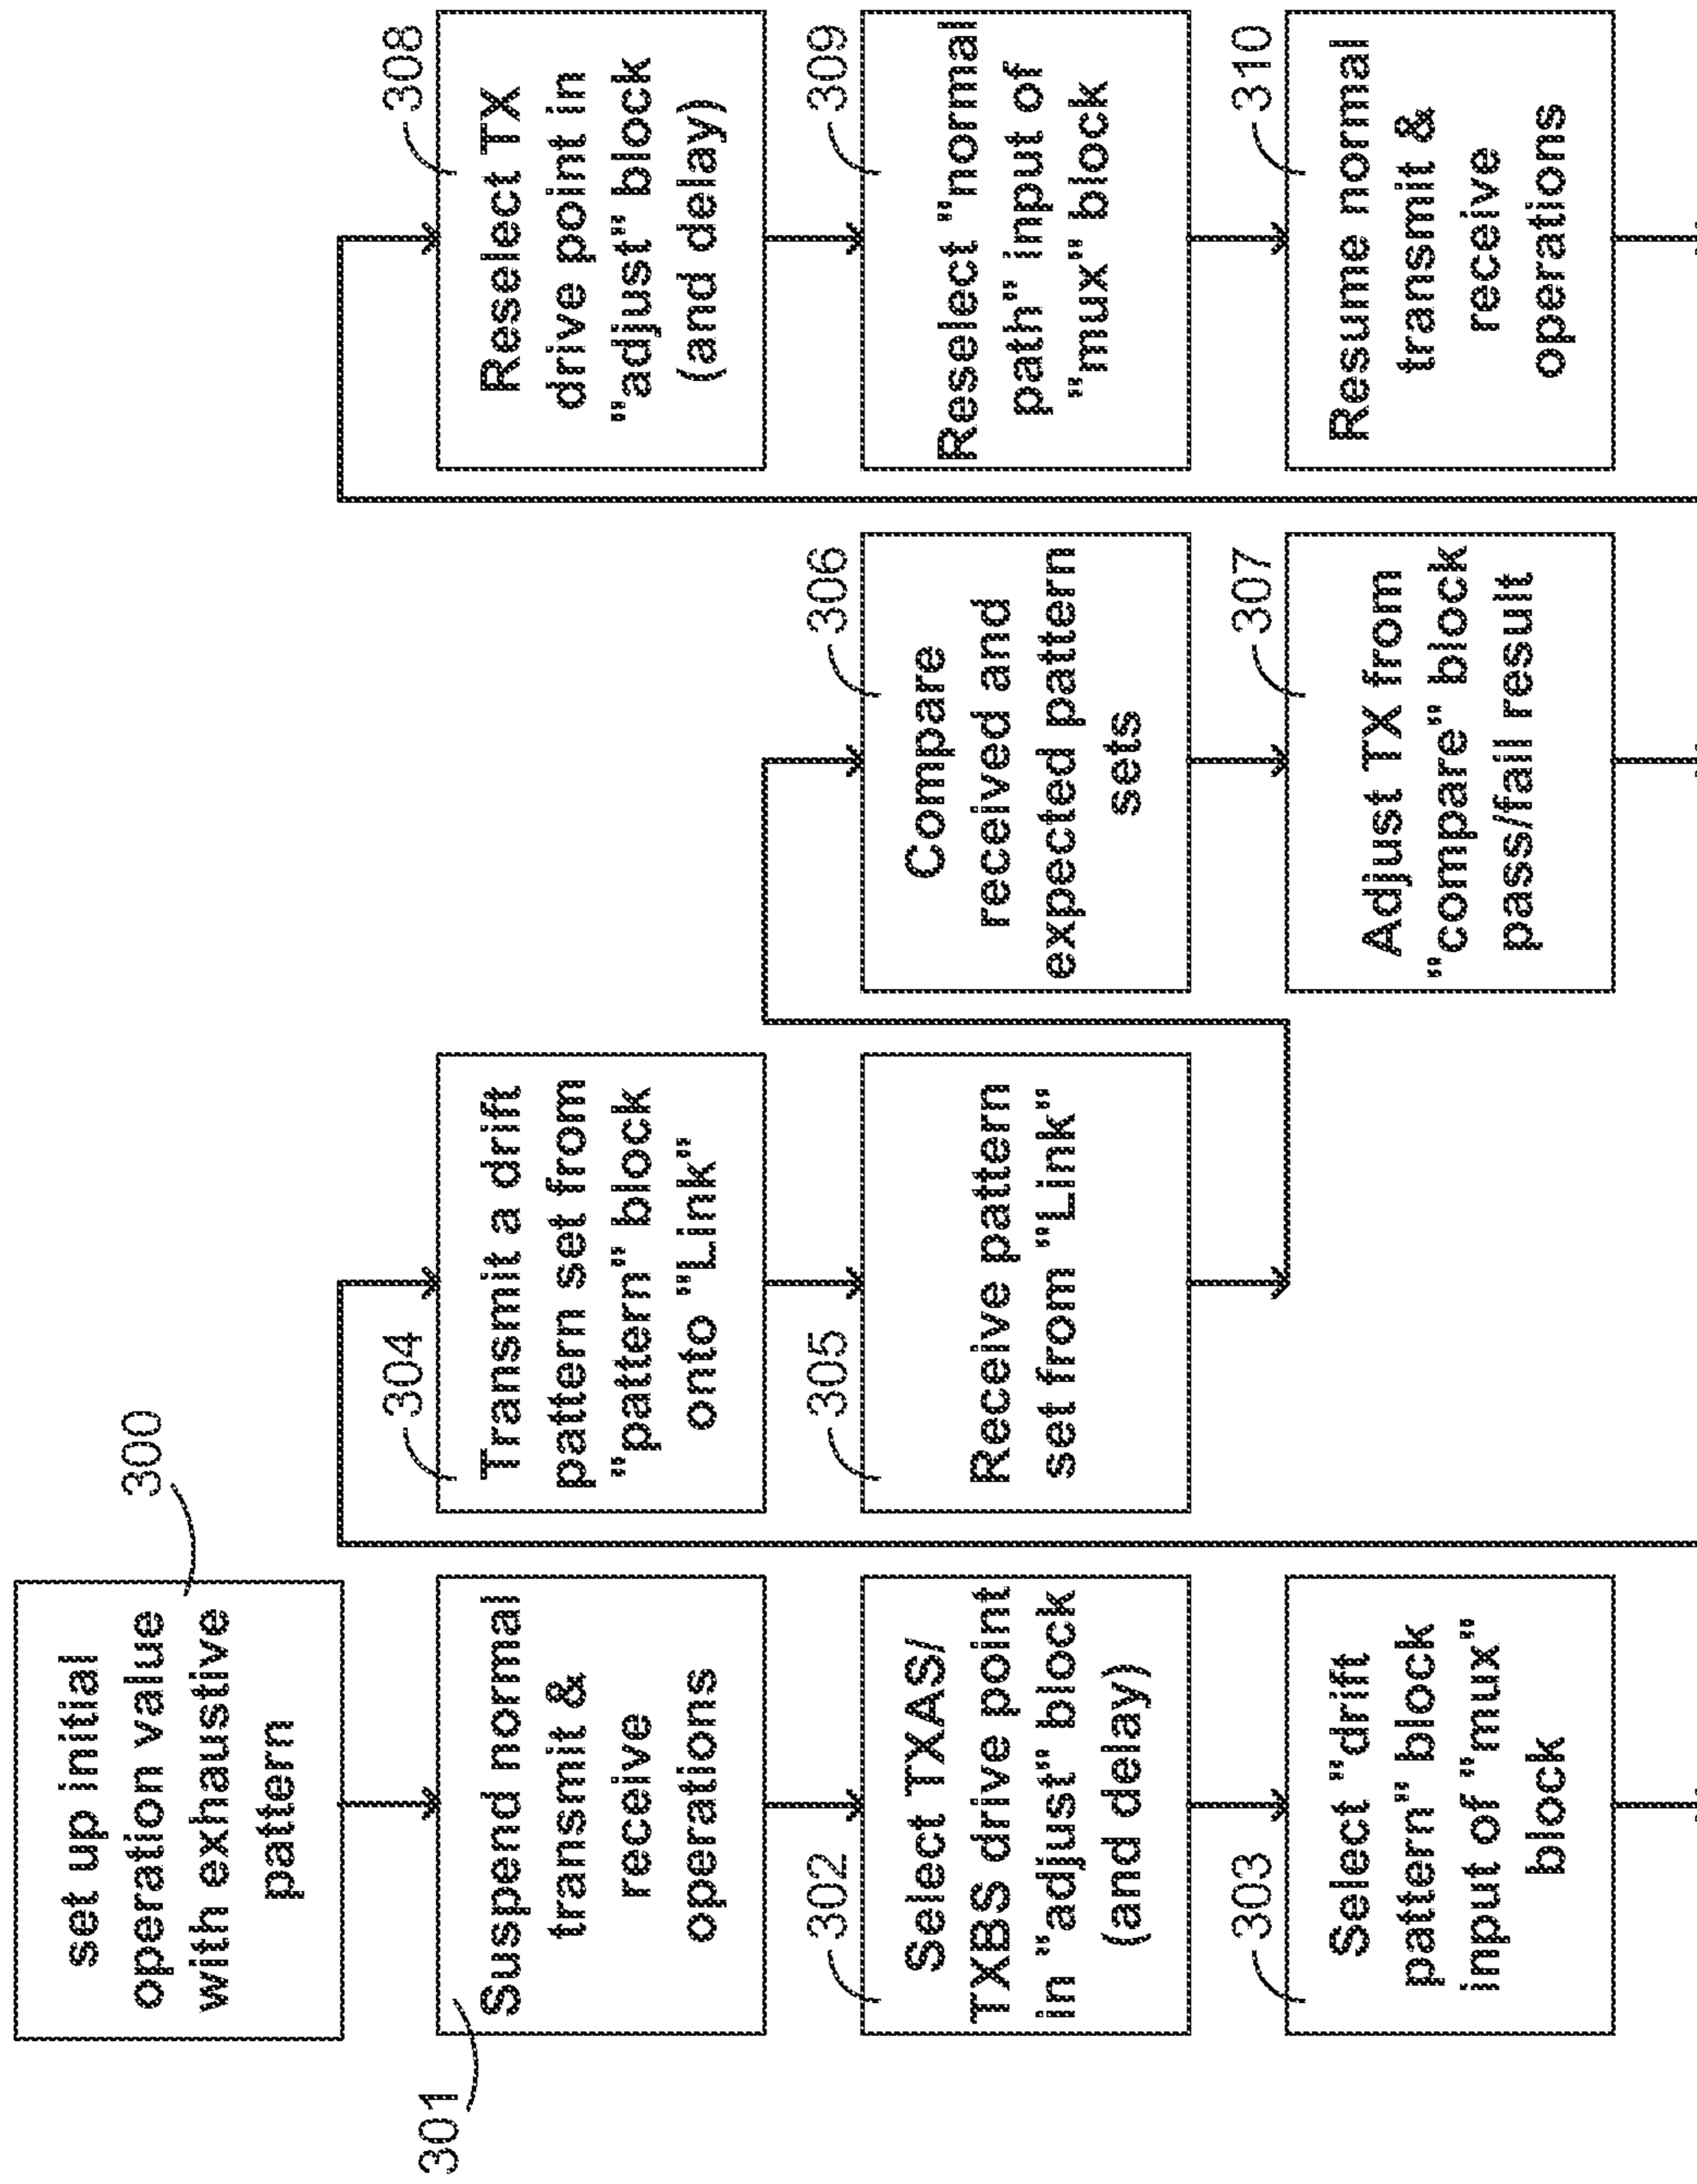 300
set up initial
operation value
with exhaustive
pattern
301
Suspend normal
transmit &
receive
operations
302
Select TXAS/
TXBS drive point
in "adjust" block
(and delay)
303
Select "drift
pattern" block
input of "mux"
block
304
Transmit a drift
pattern set from
"pattern" block
onto "Link"
305
Receive pattern
set from "Link"
306
Compare
received and
expected pattern
sets
307
Adjust TX from
"compare" block
pass/fail result
308
Reselect TX
drive point in
"adjust" block
(and delay)
309
Reselect "normal
path" input of
"mux" block
310
Resume normal
transmit &
receive
operations